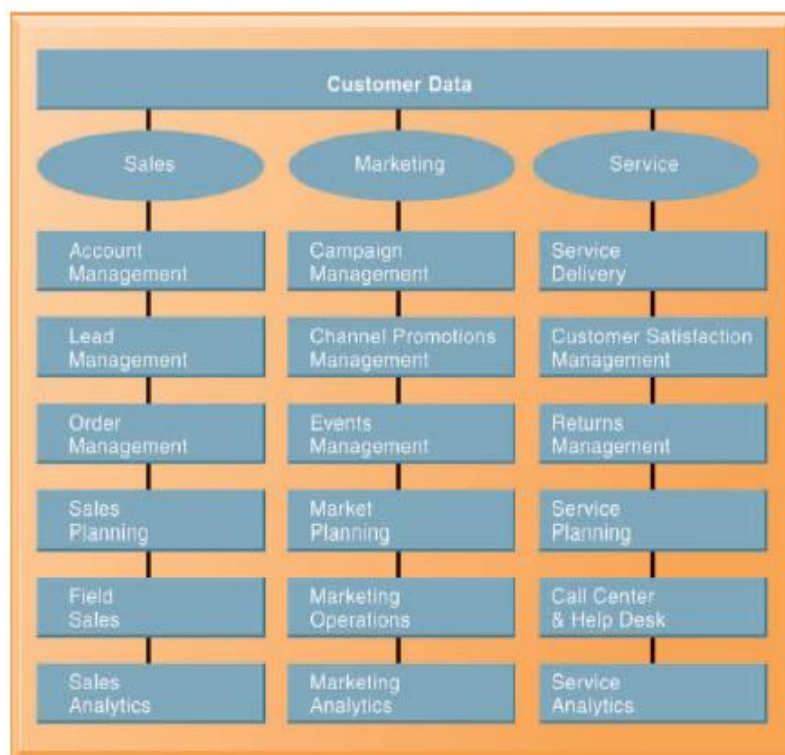 Customer Data
Sales
Marketing
Service
Account
Management
Campaign
Management
Service
Delivery
Lead
Management
Channel Promotions
Management
Customer Satisfaction
Management
Order
Management
Events
Management
Returns
Management
Sales
Planning
Market
Planning
Service
Planning
Field
Sales
Marketing
Operations
Call Center
& Help Desk
Sales
Analytics
Marketing
Analytics
Service
Analytics